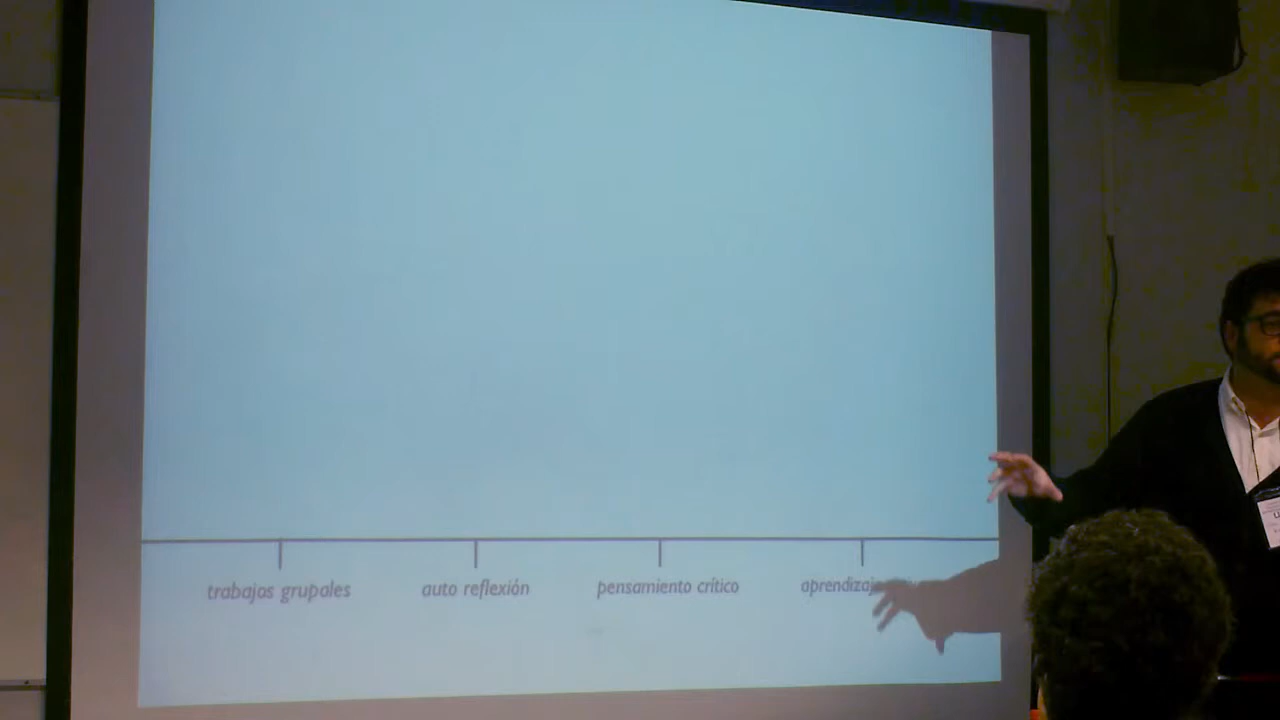 trabajos grupales
auto reflexión
pensamiento crítico